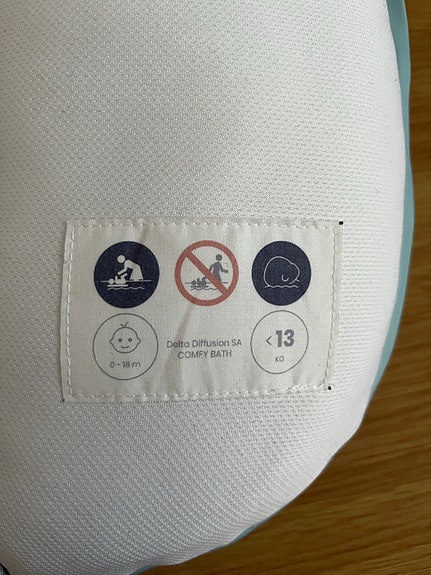 0 - 18 m
Delta Diffusion SA
COMFY BATH
< 13
KG